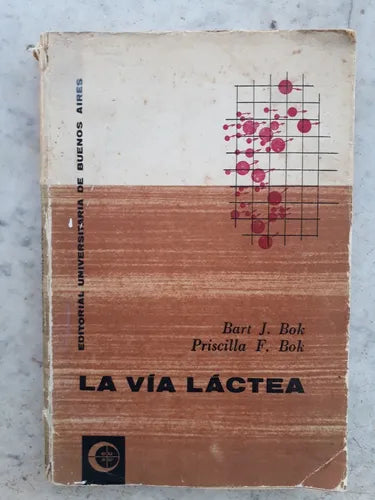 EDITORIAL UNIVERSITARIA DE BUENOS AIRES
Bart J. Bok
Priscilla F. Bok
LA VÍA LÁCTEA